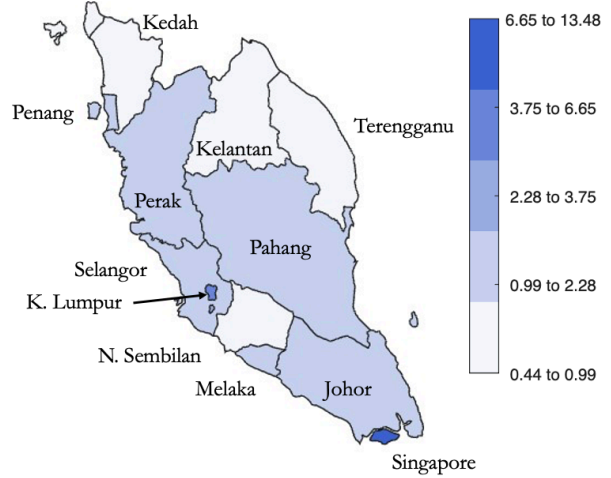 6.65 to 13.48
Kedah
3.75 to 6.65
Penang
Terengganu
Kelantan
2.28 to 3.75
Perak
Pahang
Selangor
0.99 to 2.28
K. Lumpur
N. Sembilan
0.44 to 0.99
Melaka
Johor
Singapore